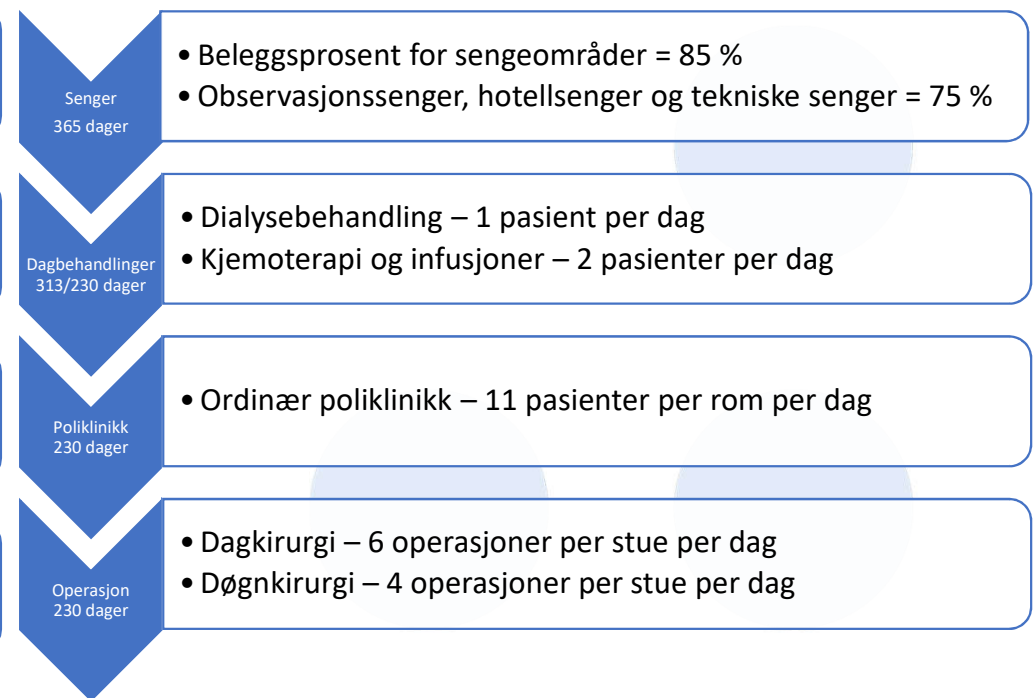 Senger
365 dager
• Beleggsprosent for sengeområder = 85 %
• Observasjonssenger, hotellsenger og tekniske senger = 75 %
Dagbehandlinger
313/230 dager
• Dialysebehandling – 1 pasient per dag
• Kjemoterapi og infusjoner – 2 pasienter per dag
Poliklinikk
230 dager
• Ordinær poliklinikk – 11 pasienter per rom per dag
Operasjon
230 dager
• Dagkirurgi – 6 operasjoner per stue per dag
• Døgnkirurgi – 4 operasjoner per stue per dag